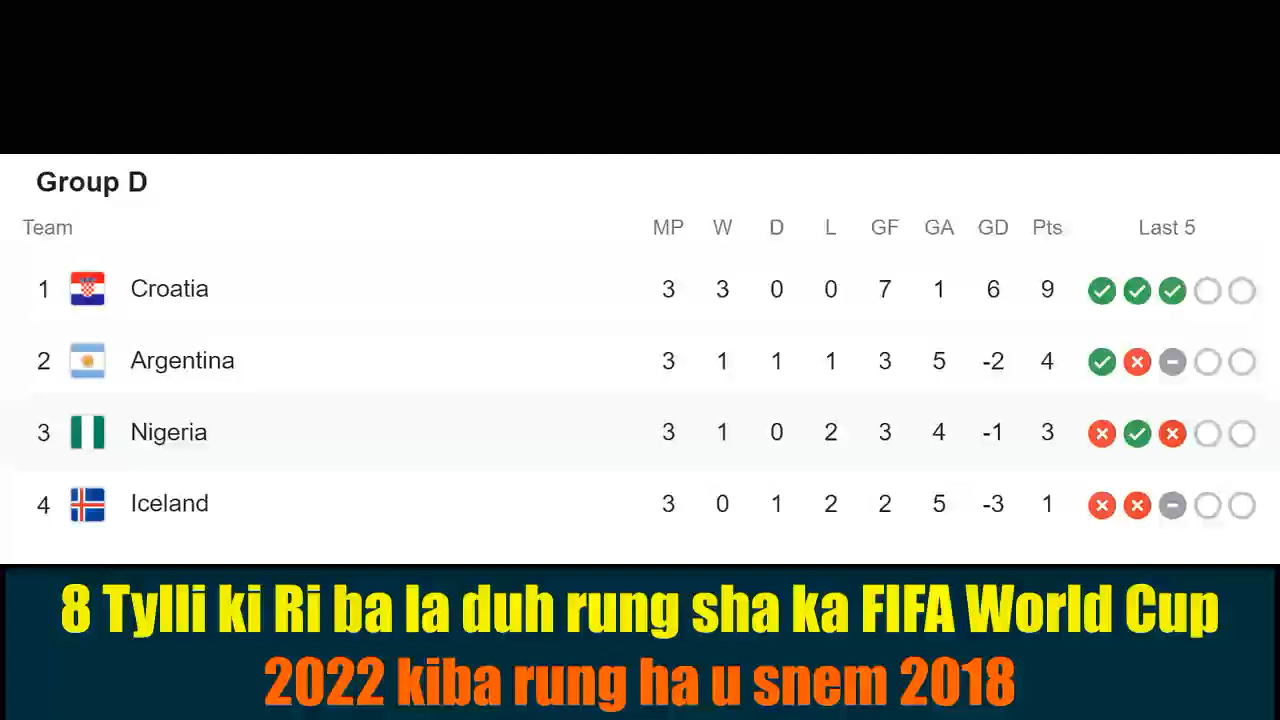 Group D
Team MP W D L GF GA GD Pts Last 5
1 Croatia 3 3 0 0 7 1 6 9
2 Argentina 3 1 1 1 3 5 -2 4
3 Nigeria 3 1 0 2 3 4 -1 3
4 Iceland 3 0 1 2 2 5 -3 1
8 Tylli ki Ri ba la duh rung sha ka FIFA World Cup
2022 kiba rung ha u snem 2018